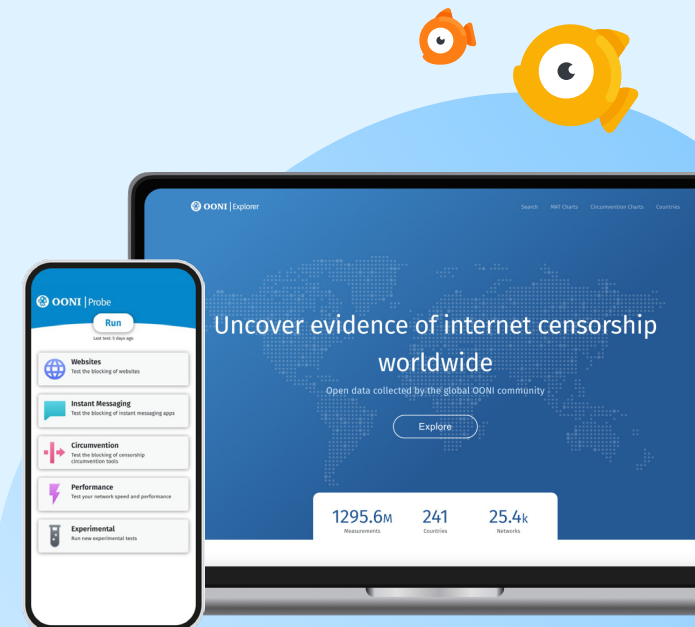 OONI | Explorer
Search MAT Charts Circumvention Charts Countries
Uncover evidence of internet censorship
worldwide
Open data collected by the global OONI community
Explore
1295.6M 241 25.4k
Measurements Countries Networks
OONI | Probe
Run
Last test: 5 days ago
Websites
Test the blocking of websites
Instant Messaging
Test the blocking of instant messaging apps
Circumvention
Test the blocking of censorship
circumvention tools
Performance
Test your network speed and performance
Experimental
Run new experimental tests